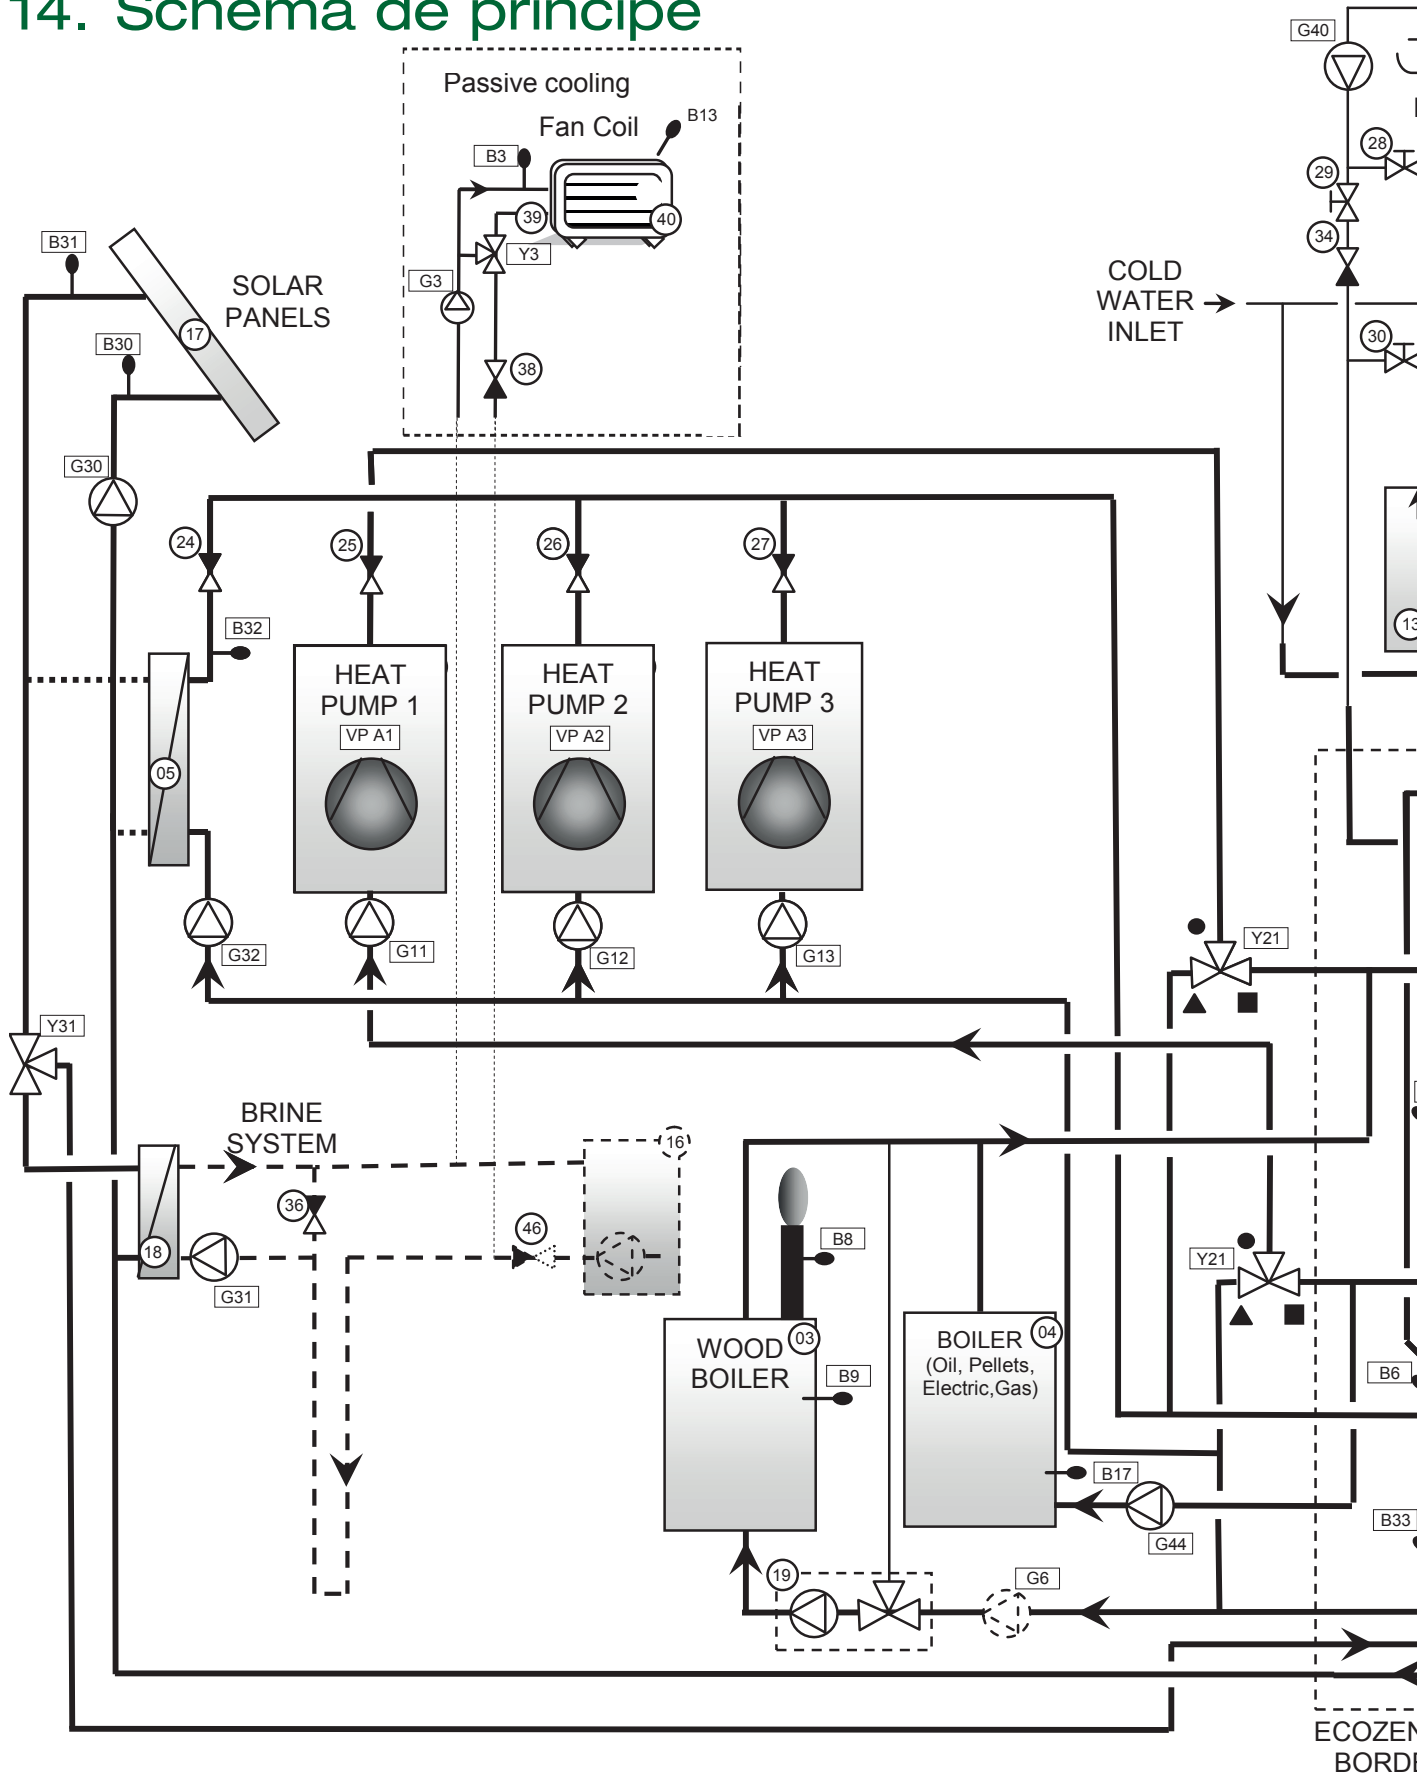 14. Schéma de principe
Passive cooling
Fan Coil
B13
B3
39
40
Y3
G3
38
G40
28
29
34
COLD
WATER
INLET
30
B31
SOLAR
PANELS
17
B30
G30
24
25
26
27
B32
HEAT
PUMP 1
VP A1
HEAT
PUMP 2
VP A2
HEAT
PUMP 3
VP A3
13
05
G32
G11
G12
G13
Y21
Y31
BRINE
SYSTEM
16
36
46
18
G31
B8
Y21
WOOD
BOILER
03
B9
BOILER
04
(Oil, Pellets,
Electric,Gas)
B6
B17
G44
B33
19
G6
ECOZEN
BORDE